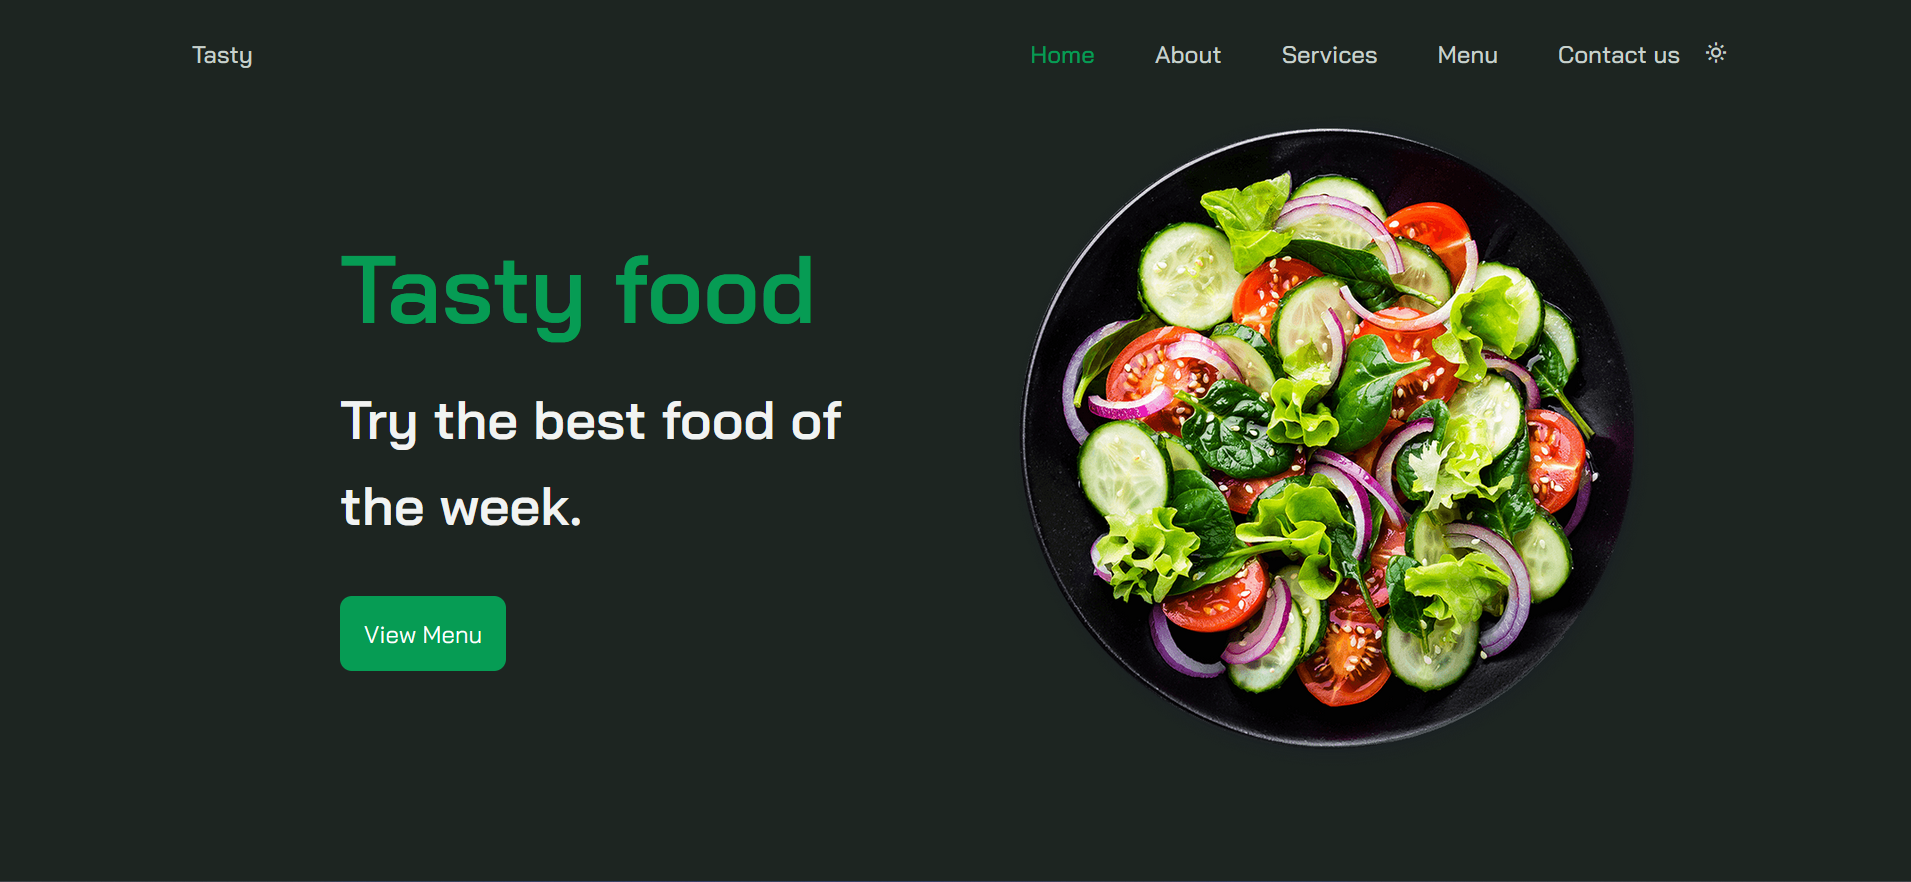 Tasty
Home About Services Menu Contact us
Tasty food
Try the best food of
the week.
View Menu